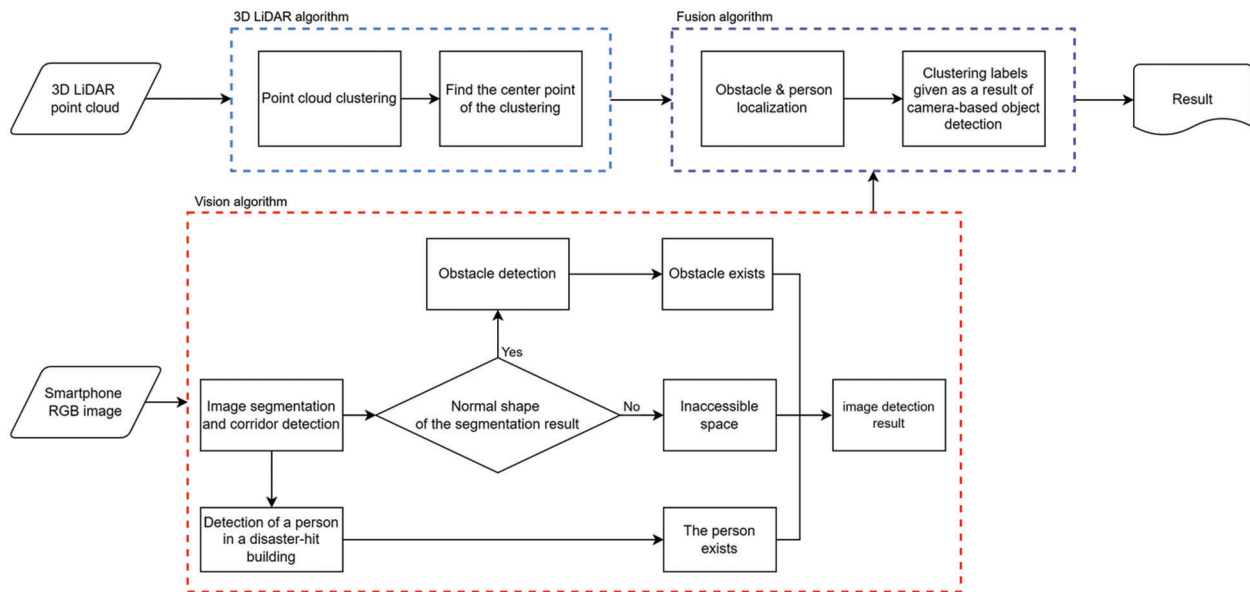 3D LiDAR algorithm
Fusion algorithm
3D LiDAR
point cloud
Point cloud clustering
Find the center point
of the clustering
Obstacle & person
localization
Clustering labels
given as a result of
camera-based object
detection
Result
Vision algorithm
Obstacle detection
Obstacle exists
Yes
Smartphone
RGB image
Image segmentation
and corridor detection
Normal shape
of the segmentation result
No
Inaccessible
space
image detection
result
Detection of a person
in a disaster-hit
building
The person
exists